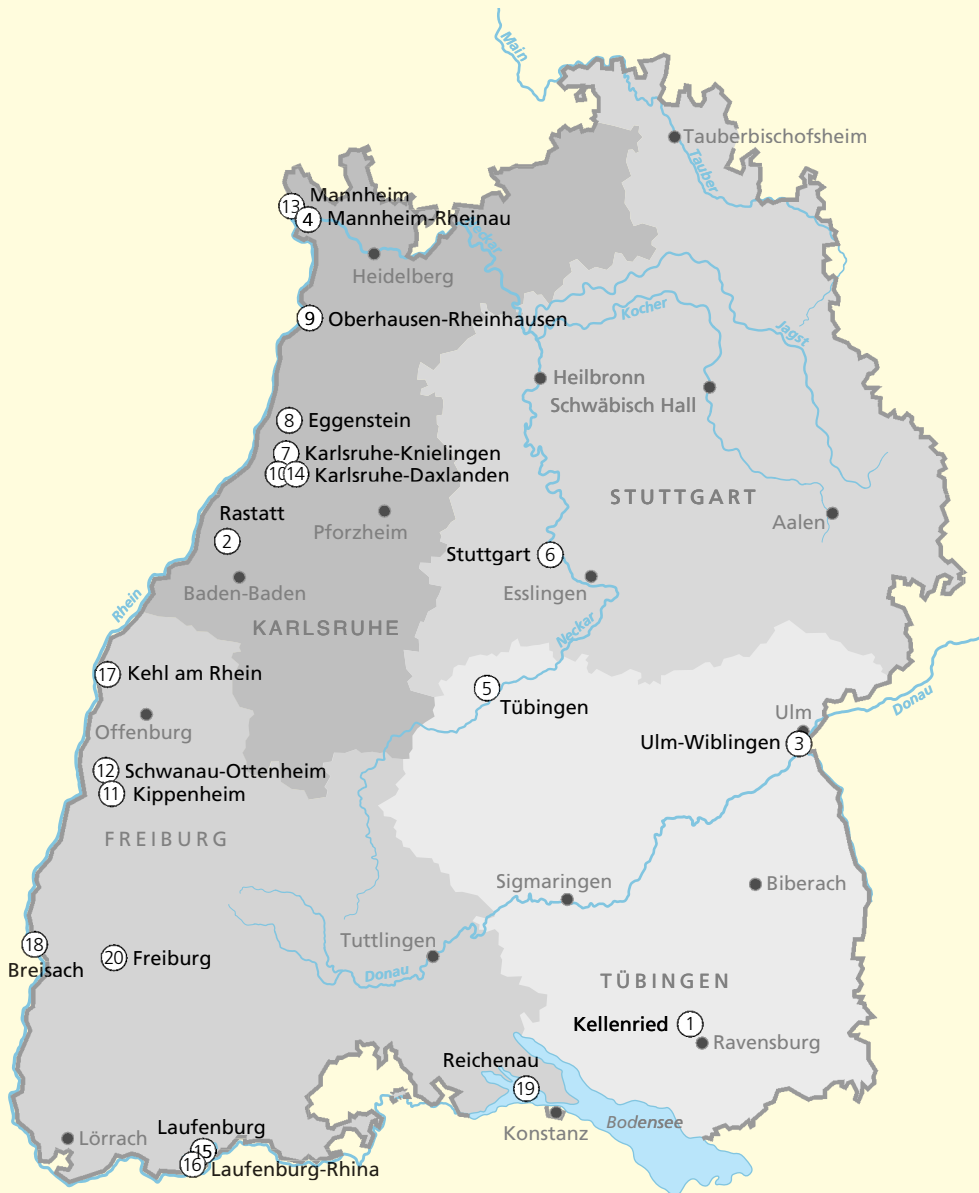 Main
Tauberbischofsheim
Tauber
13 Mannheim
4 Mannheim-Rheinau
Neckar
Heidelberg
9 Oberhausen-Rheinhausen
Kocher
Jagst
Heilbronn
Schwäbisch Hall
8 Eggenstein
7 Karlsruhe-Knielingen
10 14 Karlsruhe-Daxlanden
STUTTGART
Rastatt
2
Pforzheim
Aalen
Stuttgart 6
Esslingen
Baden-Baden
Rhein
KARLSRUHE
Neckar
17 Kehl am Rhein
5
Tübingen
Donau
Offenburg
Ulm
Ulm-Wiblingen 3
12 Schwanau-Ottenheim
11 Kippenheim
FREIBURG
Sigmaringen
Biberach
18
Breisach
20 Freiburg
Tuttlingen
Donau
TÜBINGEN
Kellenried 1
Ravensburg
Reichenau
19
Bodensee
Konstanz
Lörrach
Laufenburg
15
16 Laufenburg-Rhina